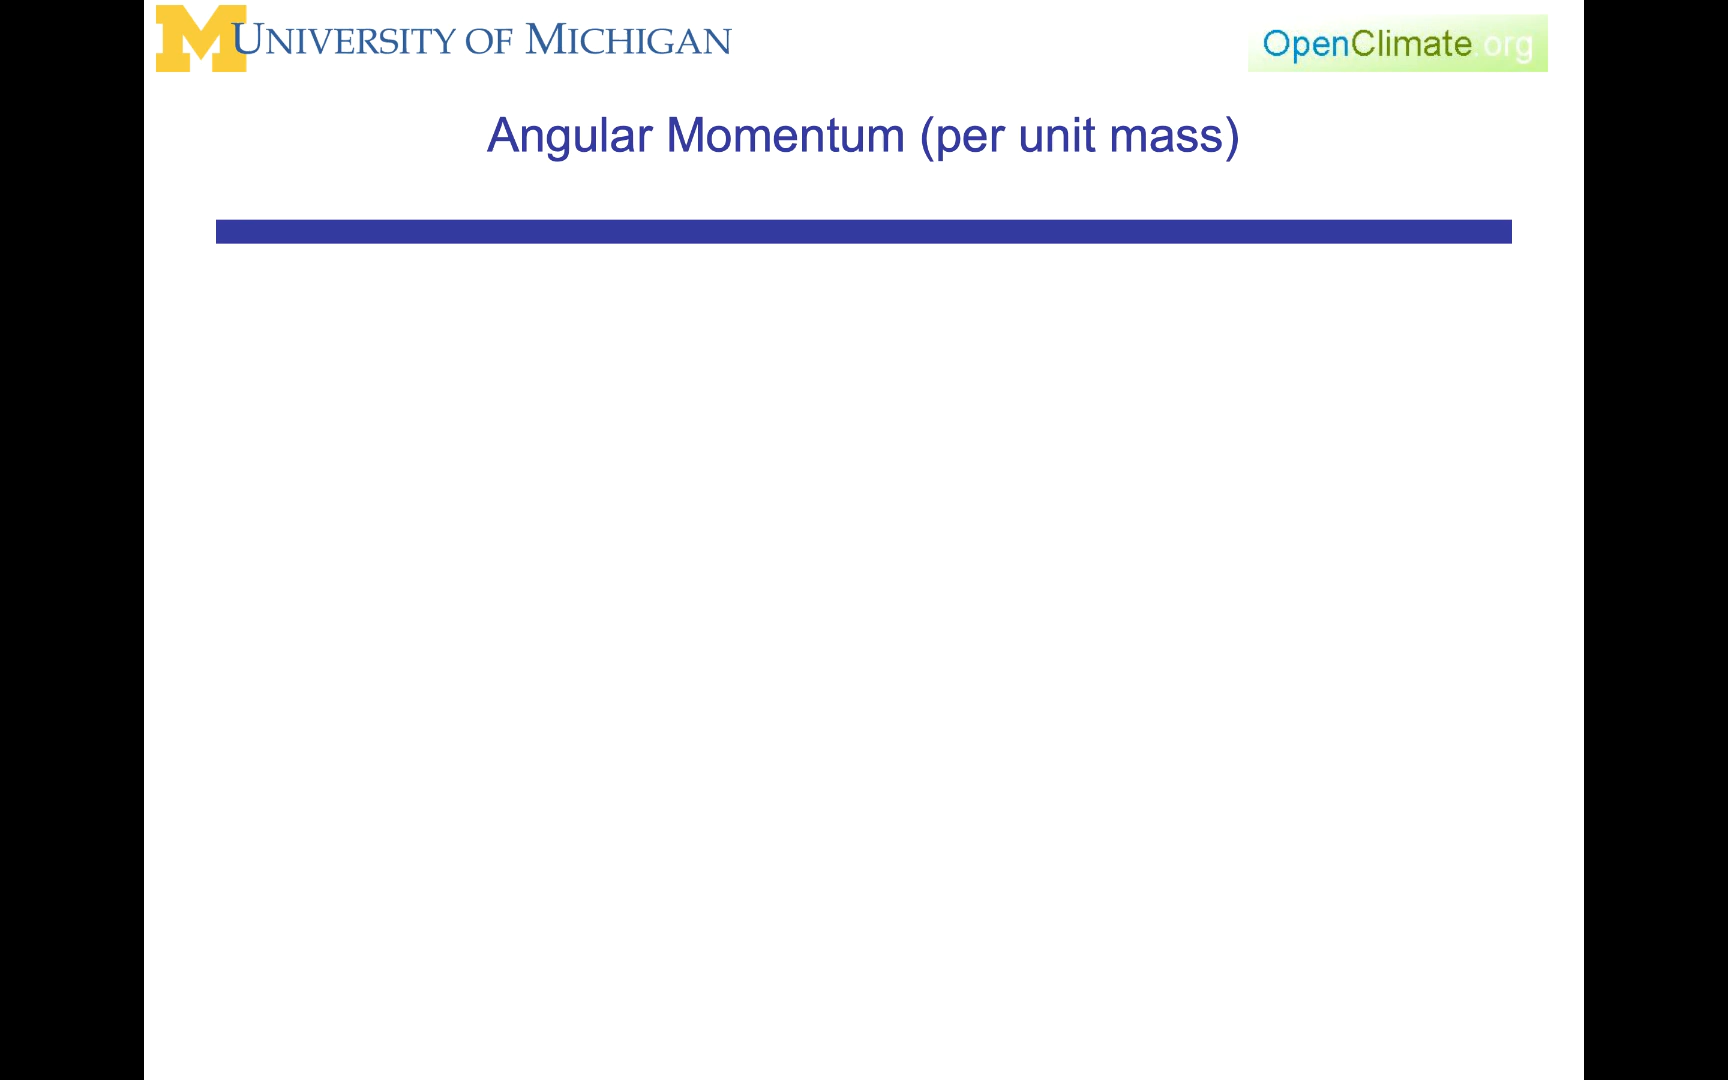 UNIVERSITY OF MICHIGAN
OpenClimate.org
Angular Momentum (per unit mass)